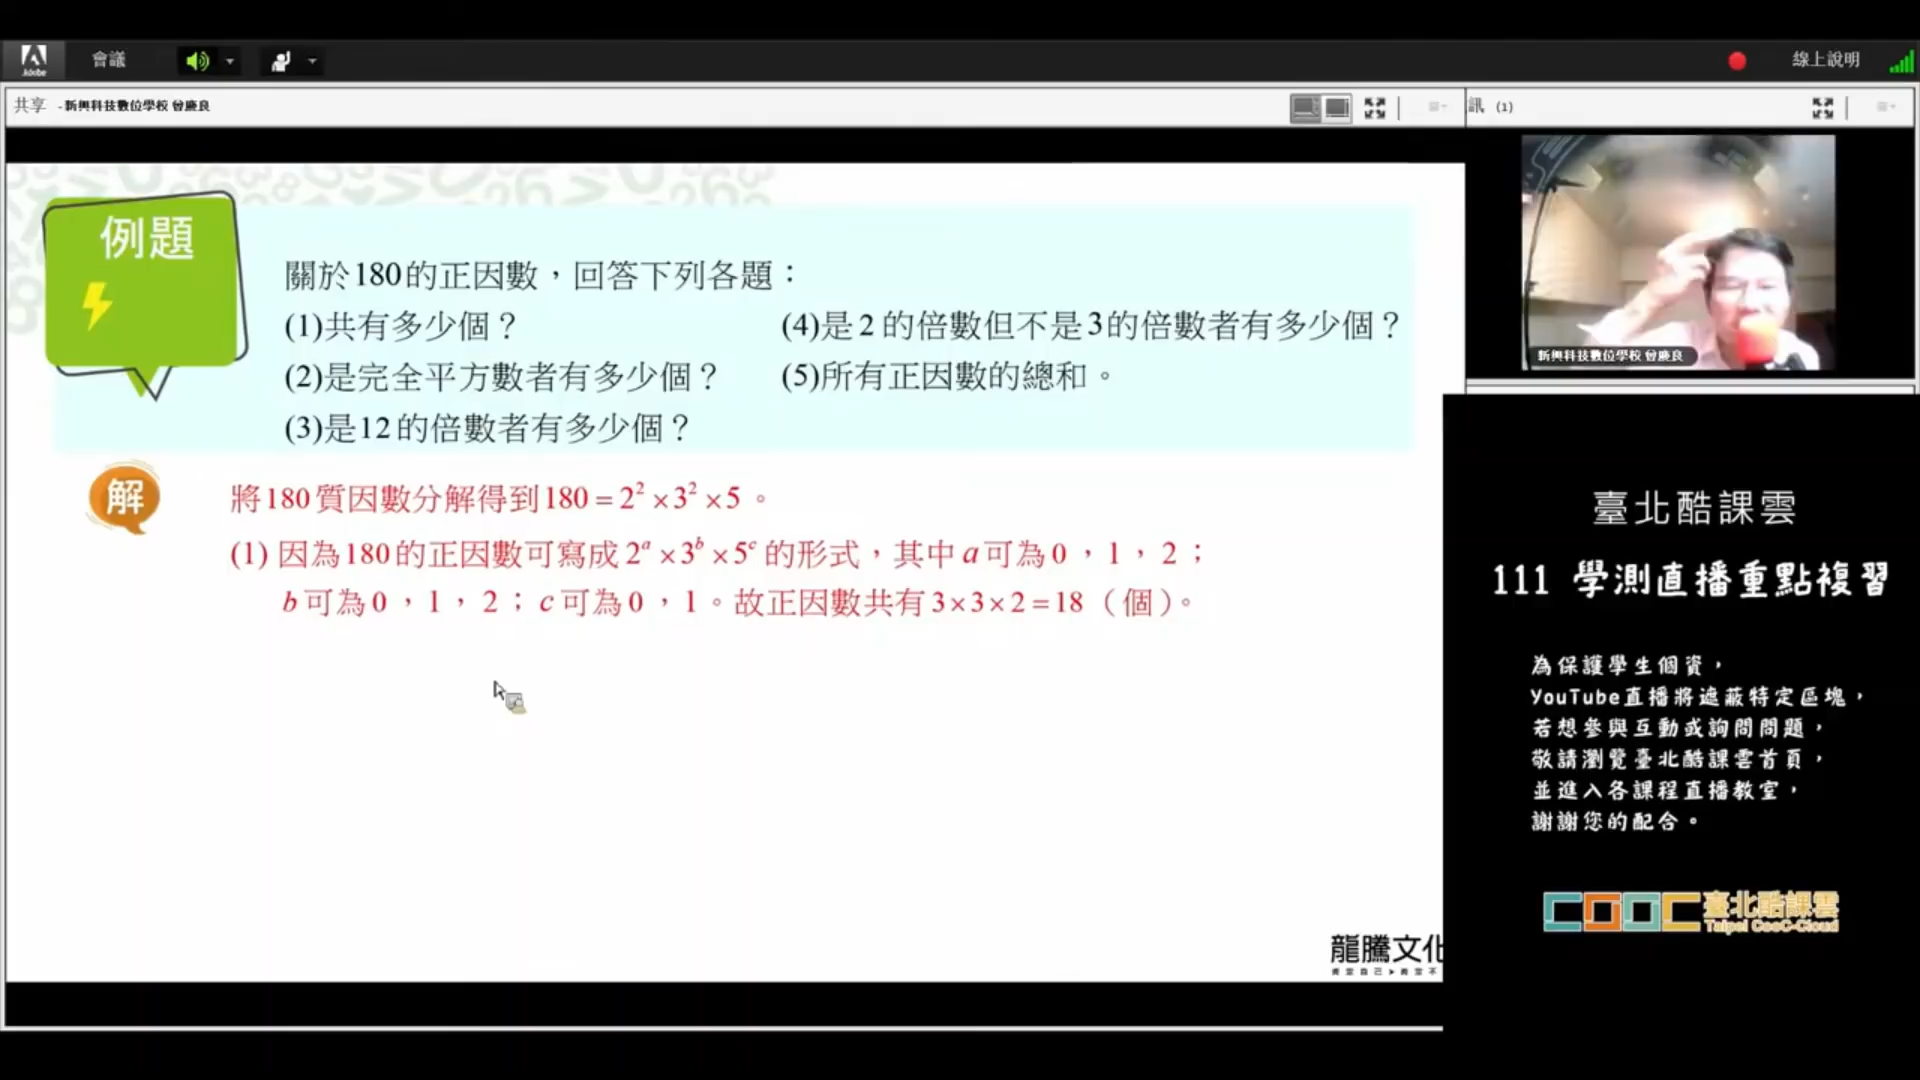 Adobe
會議
線上說明
共享 - 新興科技數位學校 曾慶良
訊 (1)
新興科技數位學校 曾慶良
例題
關於180的正因數，回答下列各題：
(1)共有多少個？
(2)是完全平方數者有多少個？
(3)是12的倍數者有多少個？
(4)是2的倍數但不是3的倍數者有多少個？
(5)所有正因數的總和。
解
將180質因數分解得到180=2²×3²×5。
(1) 因為180的正因數可寫成2ᵃ×3ᵇ×5ᶜ的形式，其中a可為0，1，2；
b可為0，1，2；c可為0，1。故正因數共有3×3×2=18（個）。
龍騰文化
臺北酷課雲
111 學測直播重點複習
為保護學生個資，
YouTube直播將遮蔽特定區塊，
若想參與互動或詢問問題，
敬請瀏覽臺北酷課雲首頁，
並進入各課程直播教室，
謝謝您的配合。
COOC 臺北酷課雲
Taipei CooC-Cloud